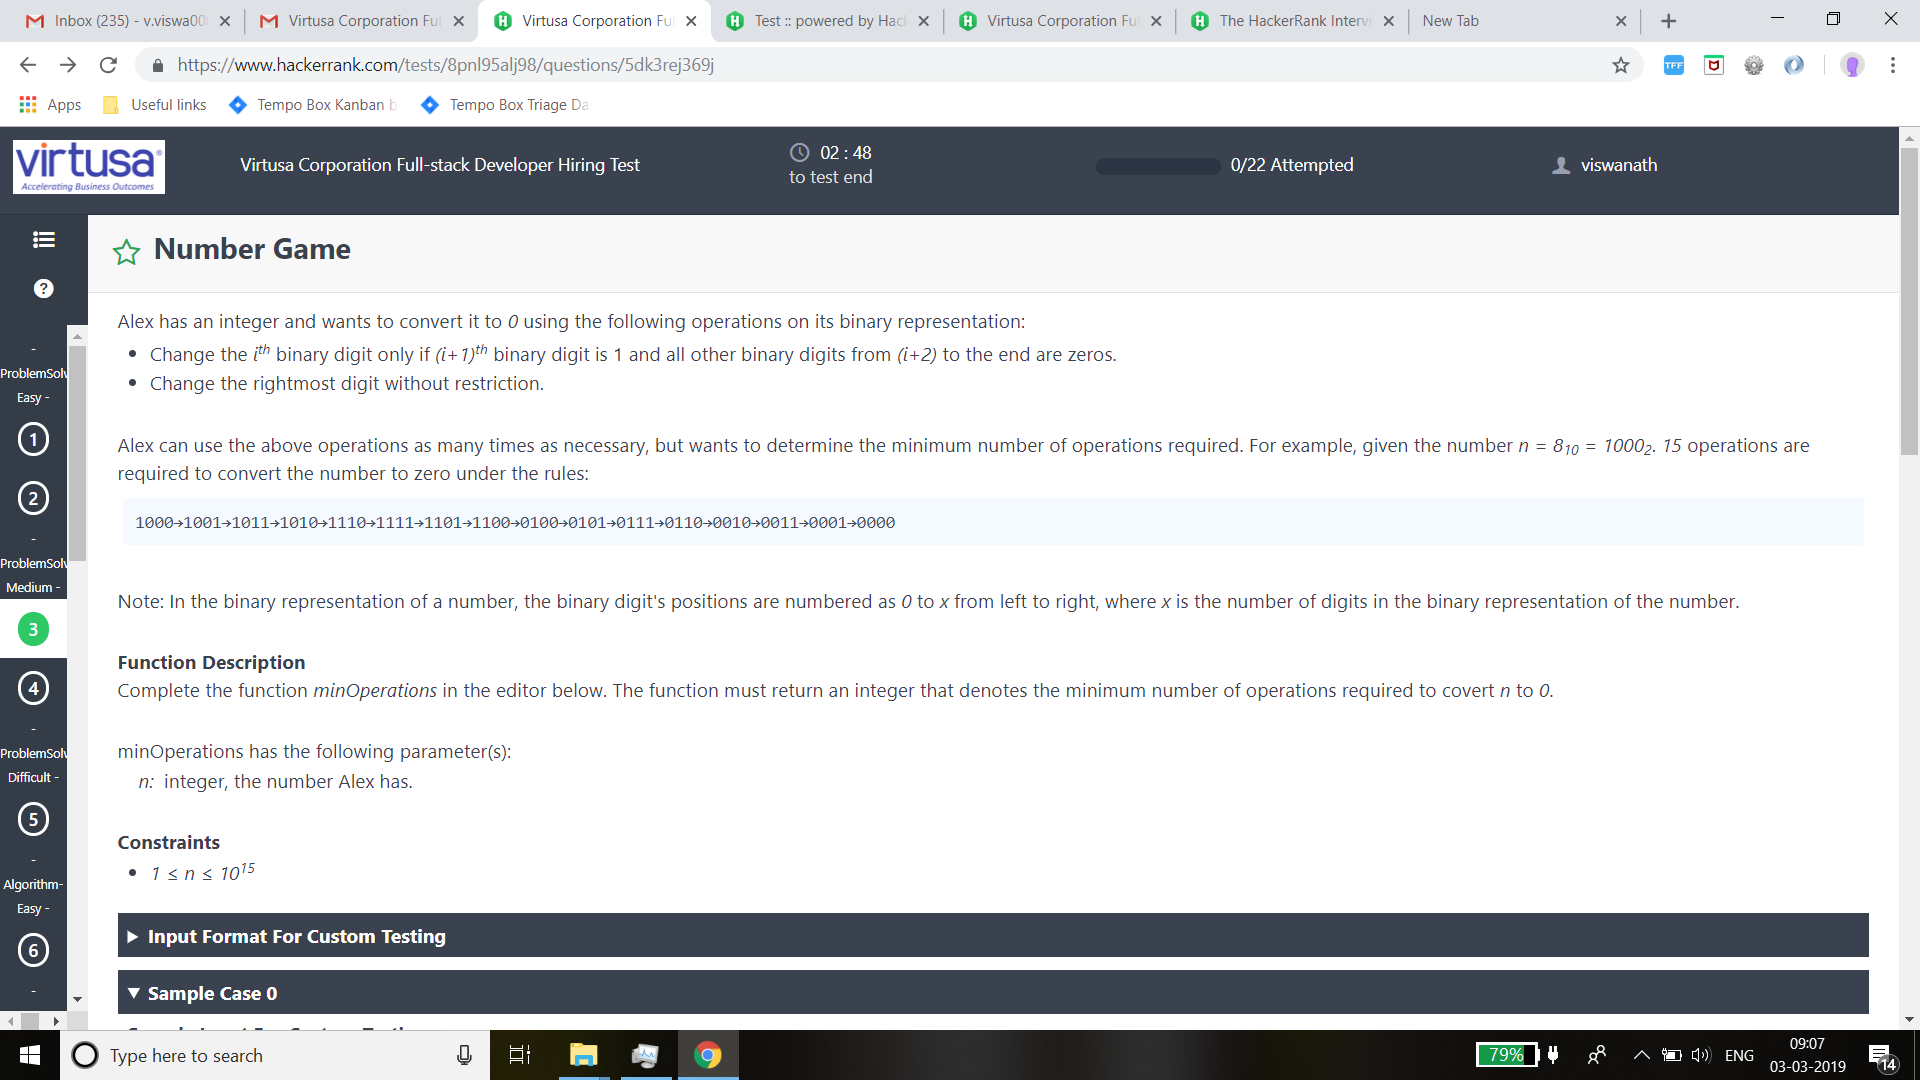 Inbox (235) - v.viswa00
Virtusa Corporation Ful
Virtusa Corporation Ful
Test :: powered by Hack
Virtusa Corporation Ful
The HackerRank Intervi
New Tab
https://www.hackerrank.com/tests/8pnl95alj98/questions/5dk3rej369j
TFF
Apps
Useful links
Tempo Box Kanban b
Tempo Box Triage Da
virtusa
Accelerating Business Outcomes
Virtusa Corporation Full-stack Developer Hiring Test
02 : 48
to test end
0/22 Attempted
viswanath
Number Game
?
-
ProblemSolv
Easy -
1
2
-
ProblemSolv
Medium -
3
4
-
ProblemSolv
Difficult -
5
-
Algorithm-
Easy -
6
-
Alex has an integer and wants to convert it to 0 using the following operations on its binary representation:
• Change the ith binary digit only if (i+1)th binary digit is 1 and all other binary digits from (i+2) to the end are zeros.
• Change the rightmost digit without restriction.
Alex can use the above operations as many times as necessary, but wants to determine the minimum number of operations required. For example, given the number n = 8₁₀ = 1000₂. 15 operations are
required to convert the number to zero under the rules:
1000→1001→1011→1010→1110→1111→1101→1100→0100→0101→0111→0110→0010→0011→0001→0000
Note: In the binary representation of a number, the binary digit's positions are numbered as 0 to x from left to right, where x is the number of digits in the binary representation of the number.
Function Description
Complete the function minOperations in the editor below. The function must return an integer that denotes the minimum number of operations required to covert n to 0.
minOperations has the following parameter(s):
n: integer, the number Alex has.
Constraints
• 1 ≤ n ≤ 10¹⁵
Input Format For Custom Testing
Sample Case 0
Type here to search
79%
ENG
09:07
03-03-2019
14